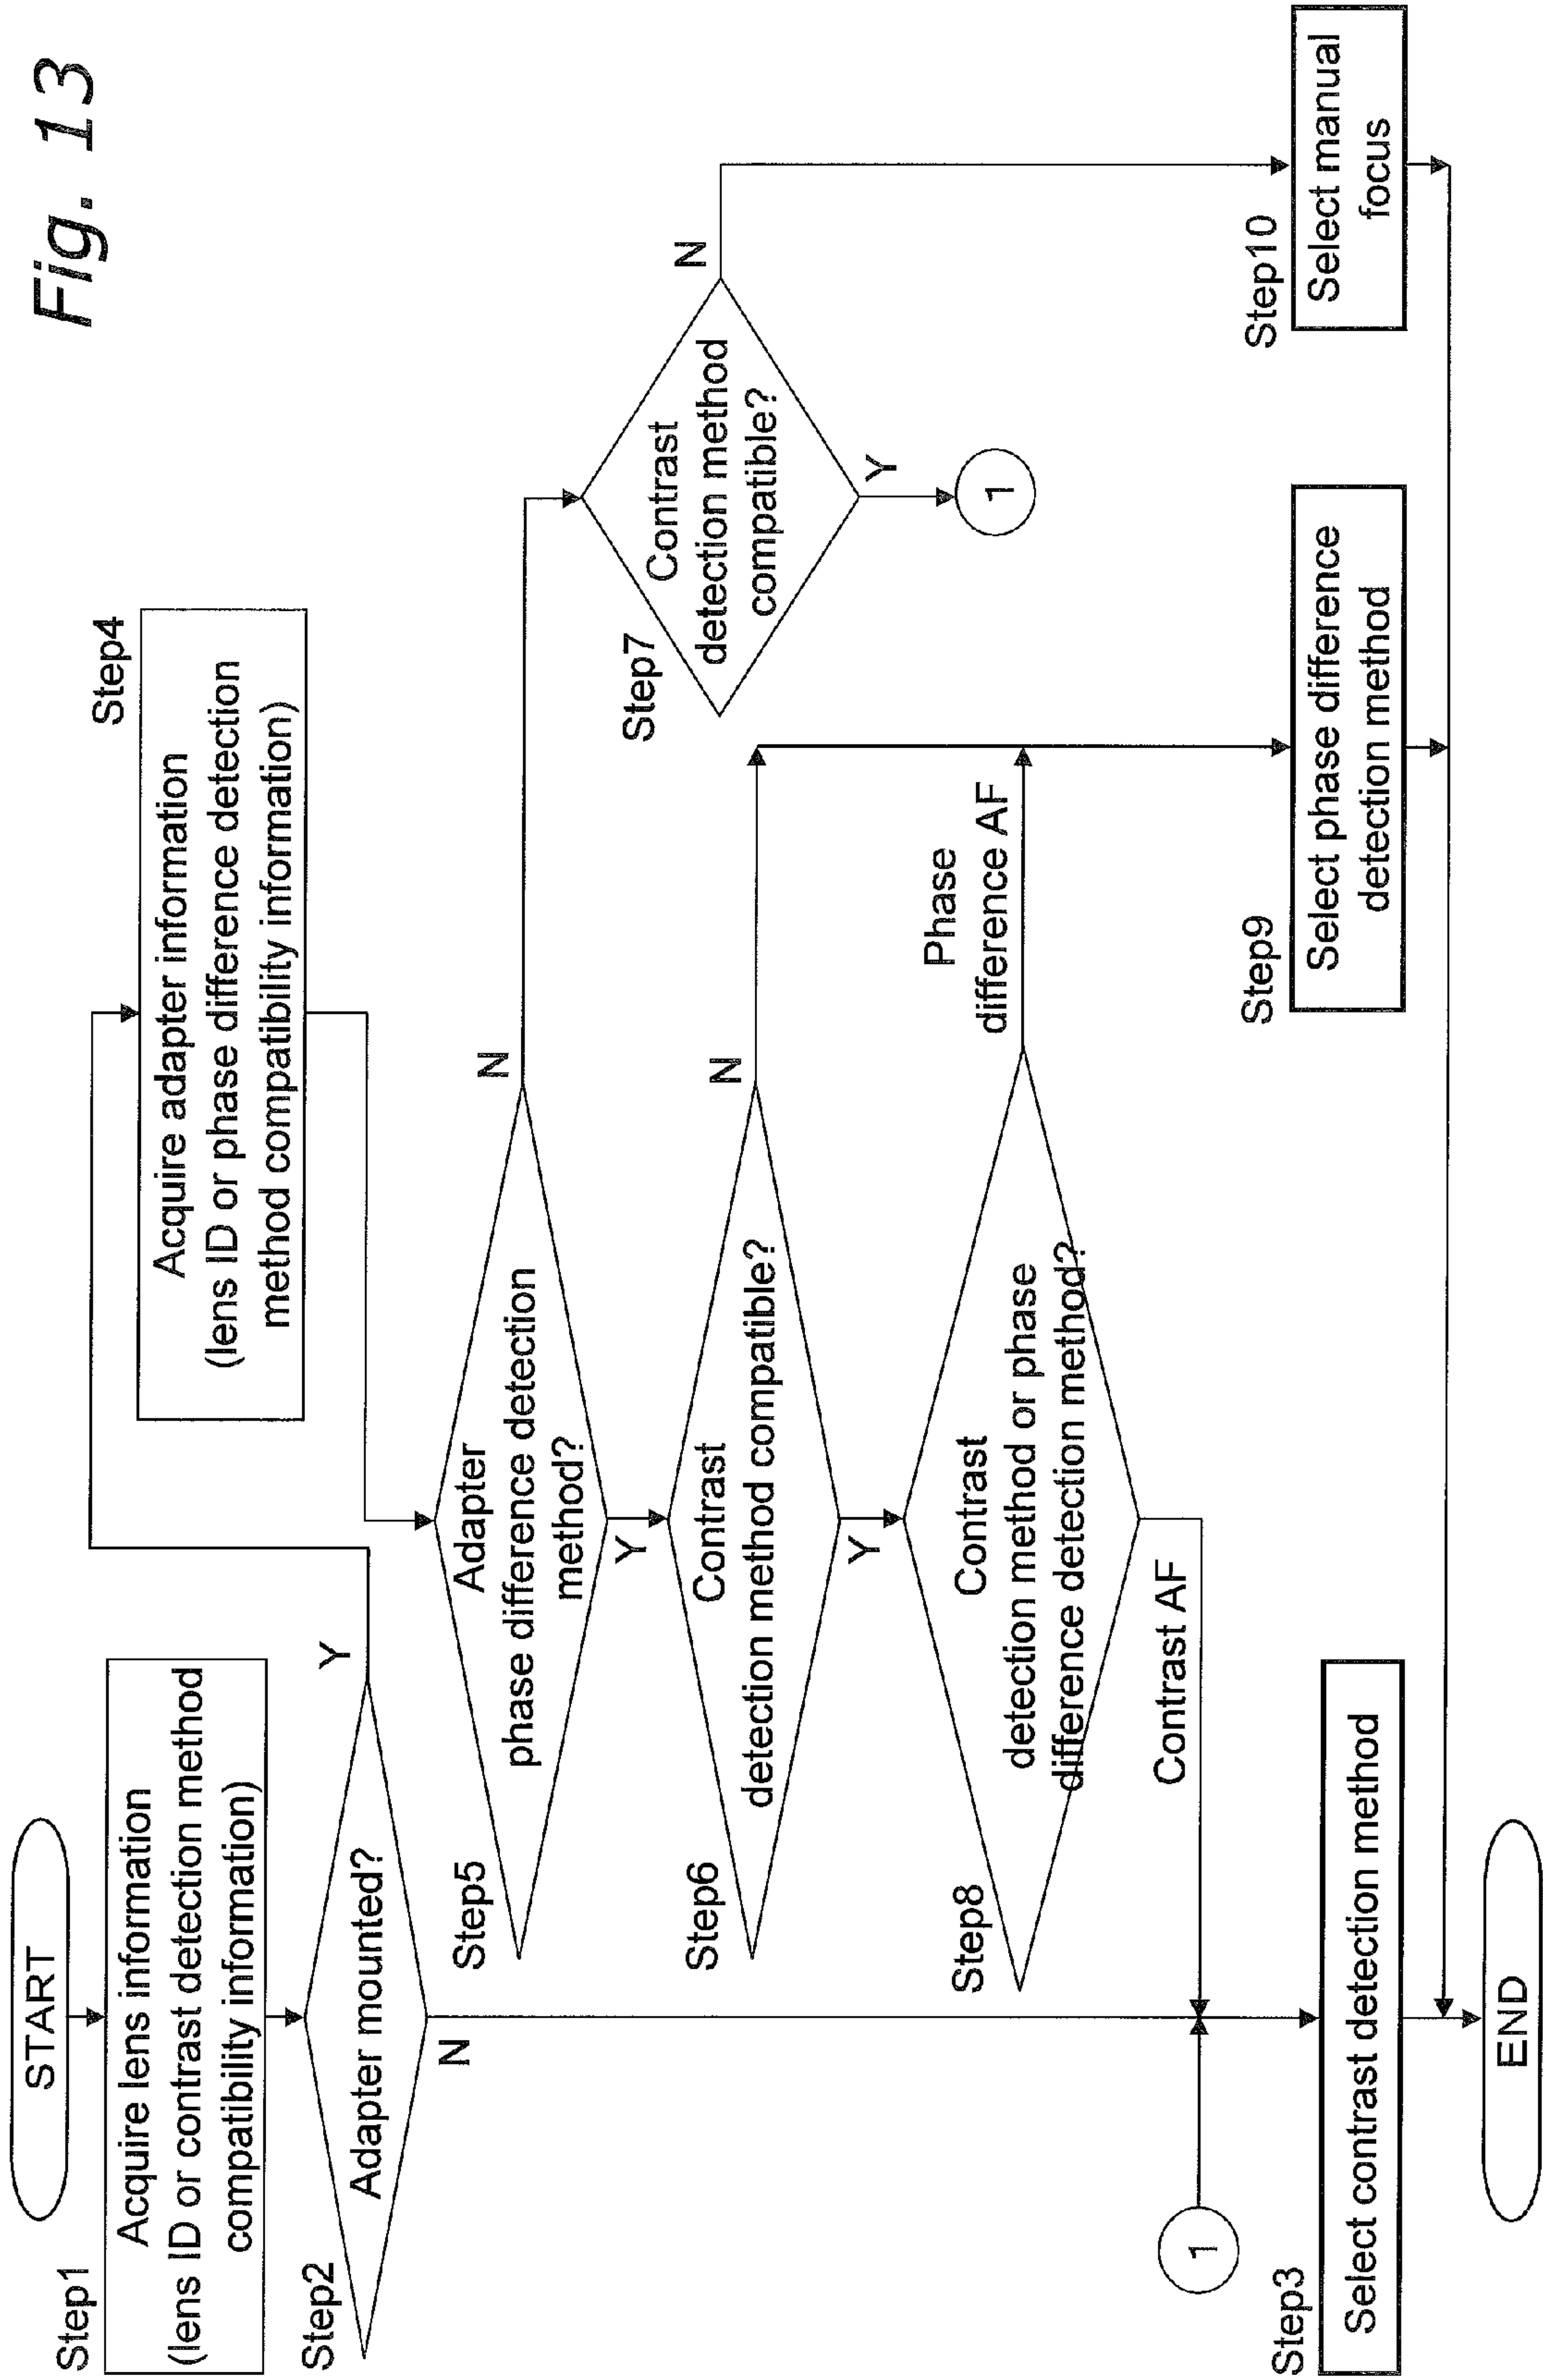 Fig. 13
START
Step1
Acquire lens information
(lens ID or contrast detection method
compatibility information)
Step2
Adapter mounted?
Y
N
Step4
Acquire adapter information
(lens ID or phase difference detection
method compatibility information)
Step5
Adapter
phase difference detection
method?
N
Y
Step6
Contrast
detection method compatible?
N
Y
Step7
Contrast
detection method
compatible?
N
Y
1
Step8
Contrast
detection method or phase
difference detection method?
Phase
difference AF
Contrast AF
1
Step3
Select contrast detection method
Step9
Select phase difference
detection method
Step10
Select manual
focus
END